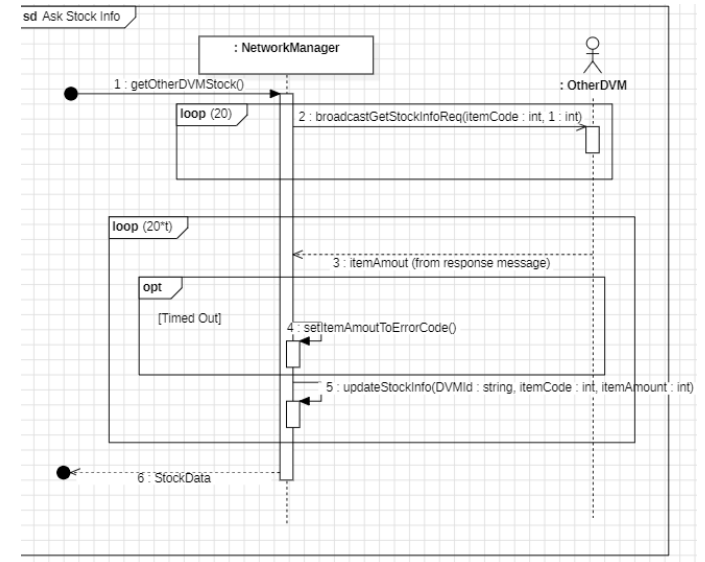 sd Ask Stock Info
: NetworkManager
: OtherDVM
1 : getOtherDVMStock()
loop (20)
2 : broadcastGetStockInfoReq(itemCode : int, 1 : int)
loop (20*t)
3 : itemAmout (from response message)
opt
[Timed Out]
4 : setItemAmoutToErrorCode()
5 : updateStockInfo(DVMId : string, itemCode : int, itemAmount : int)
6 : StockData